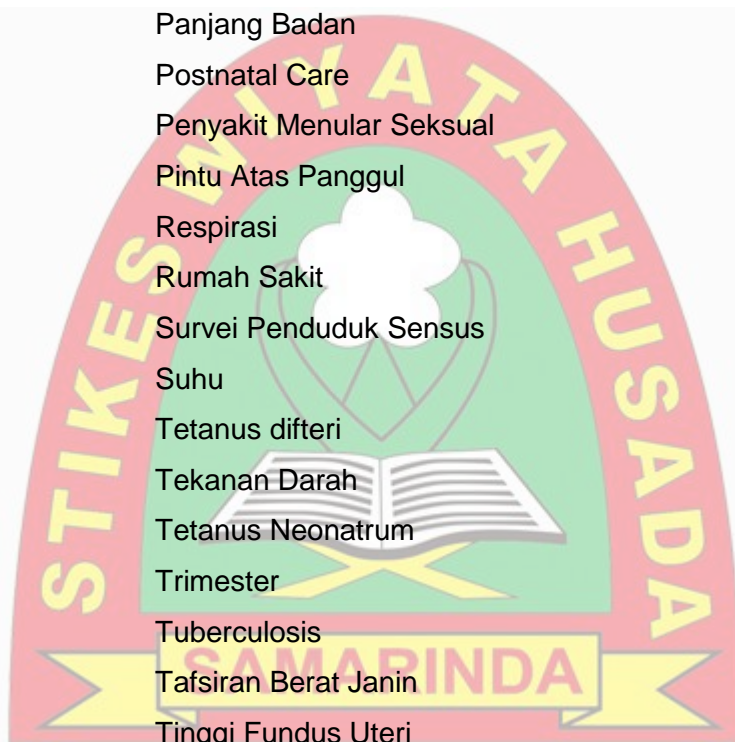 Panjang Badan
Postnatal Care
Penyakit Menular Seksual
Pintu Atas Panggul
Respirasi
Rumah Sakit
Survei Penduduk Sensus
Suhu
Tetanus difteri
Tekanan Darah
Tetanus Neonatrum
Trimester
Tuberculosis
Tafsiran Berat Janin
Tinggi Fundus Uteri
STIKES WIYATA HUSADA
SAMARINDA